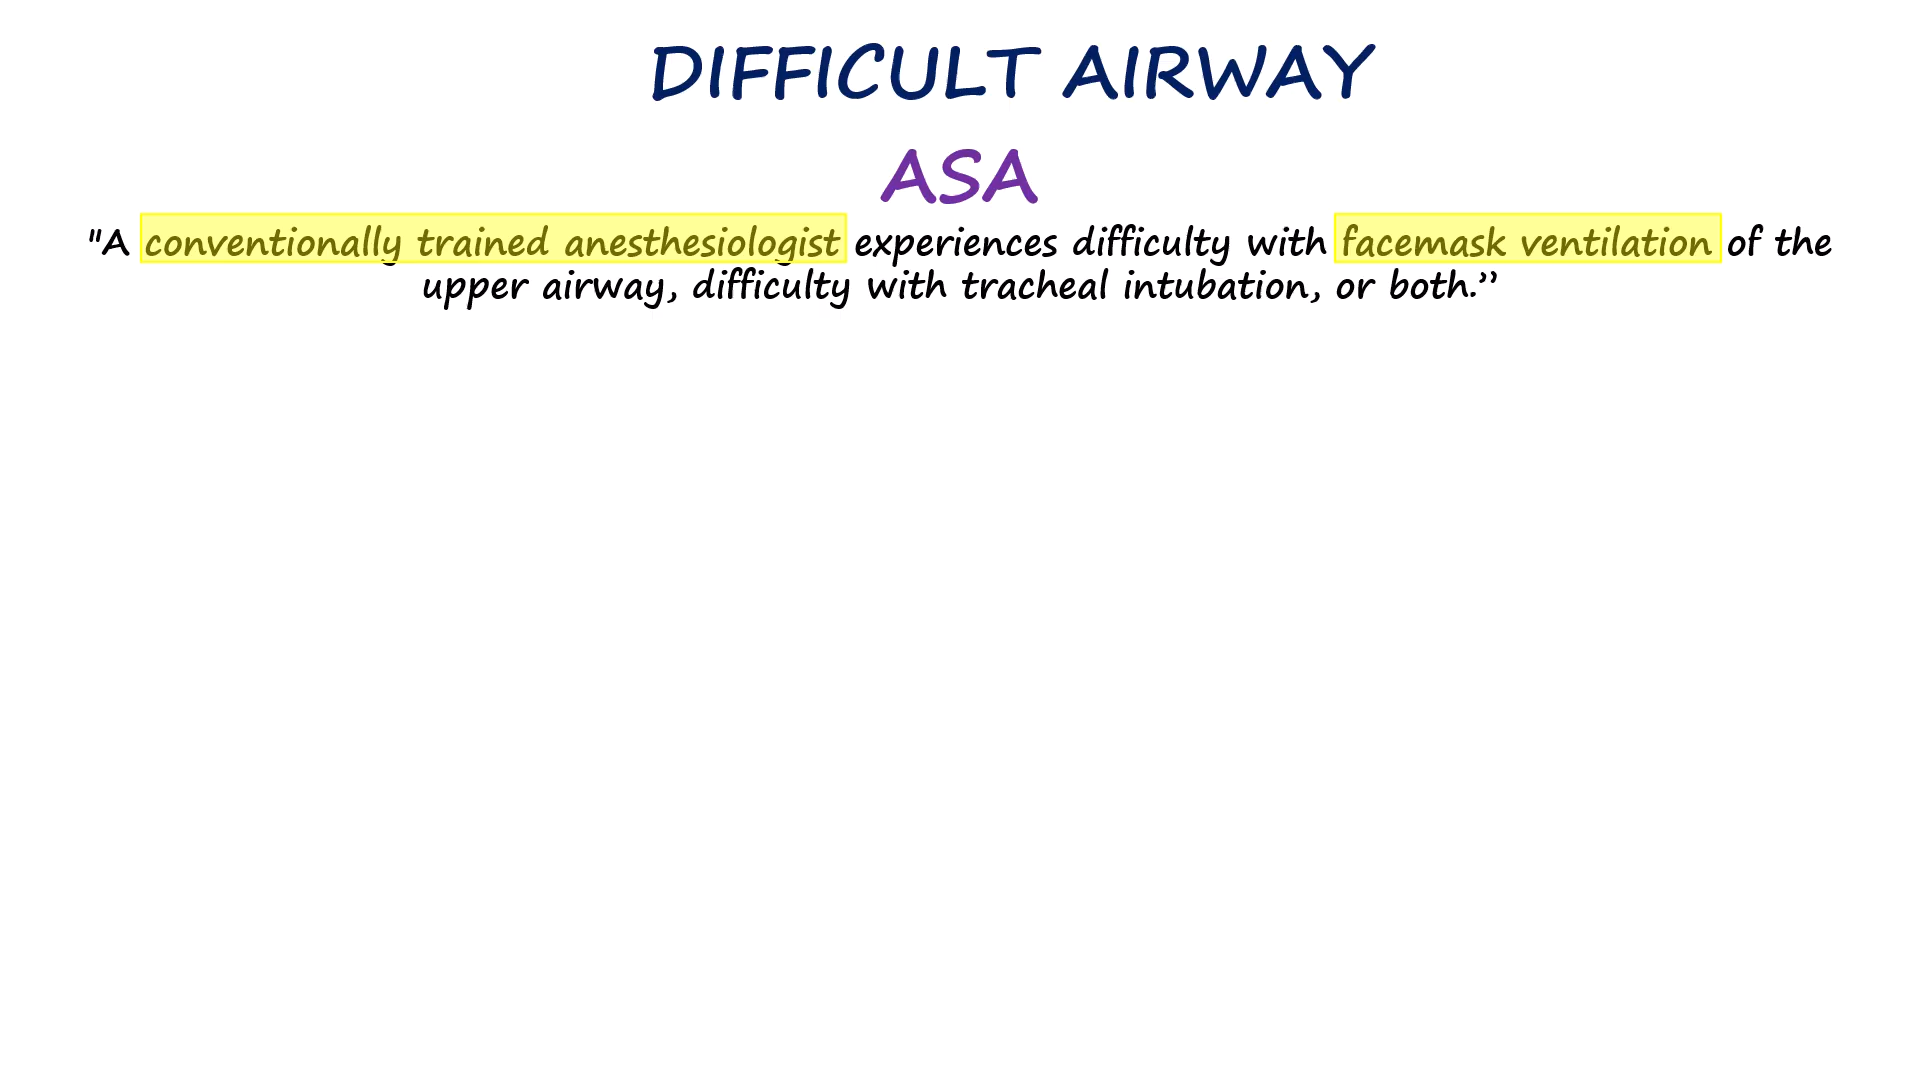 DIFFICULT AIRWAY
ASA
"A conventionally trained anesthesiologist experiences difficulty with facemask ventilation of the
upper airway, difficulty with tracheal intubation, or both.”